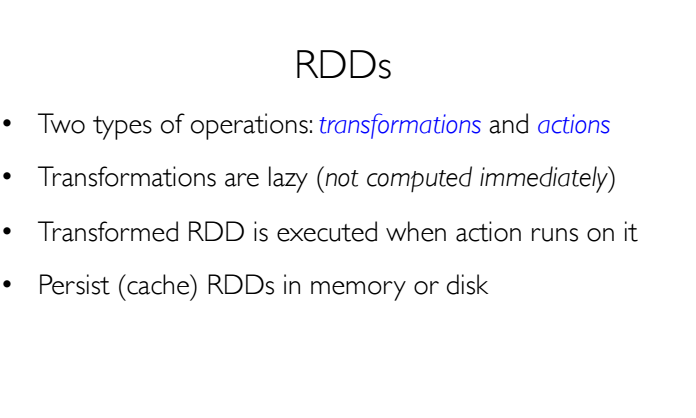 RDDs
• Two types of operations: transformations and actions
• Transformations are lazy (not computed immediately)
• Transformed RDD is executed when action runs on it
• Persist (cache) RDDs in memory or disk